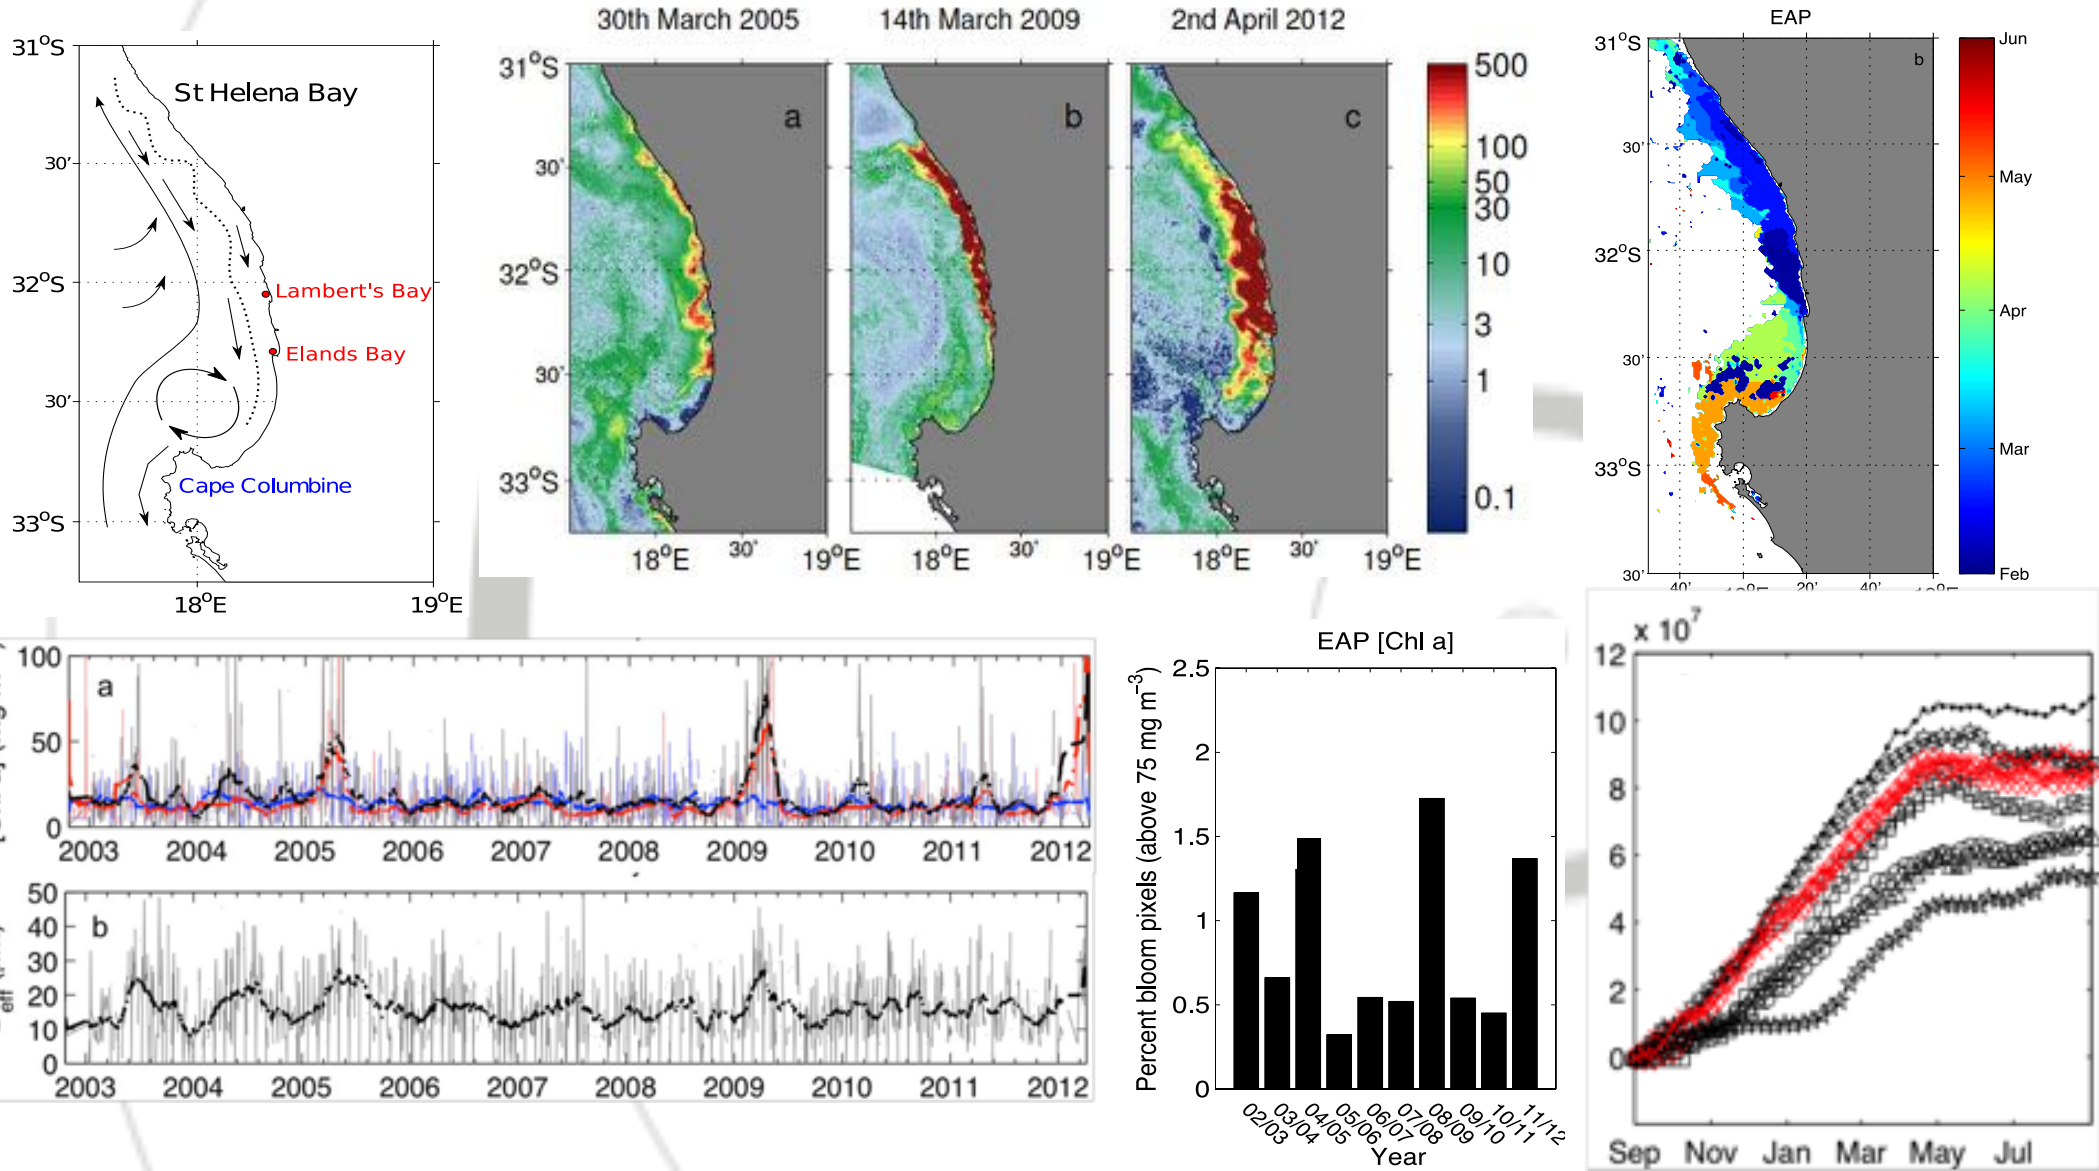 31°S
30'
32°S
30'
33°S
18°E
19°E
St Helena Bay
Lambert's Bay
Elands Bay
Cape Columbine
30th March 2005
14th March 2009
2nd April 2012
31°S
30'
32°S
30'
33°S
a
b
c
18°E
30'
19°E
18°E
30'
19°E
18°E
30'
19°E
500
100
50
30
10
3
1
0.1
EAP
b
31°S
30'
32°S
30'
33°S
30'
40'
20'
40'
Jun
May
Apr
Mar
Feb
100
50
0
a
2003 2004 2005 2006 2007 2008 2009 2010 2011 2012
50
40
30
20
10
0
b
eff
2003 2004 2005 2006 2007 2008 2009 2010 2011 2012
EAP [Chl a]
Percent bloom pixels (above 75 mg m⁻³)
2.5
2
1.5
1
0.5
0
02/03
03/04
04/05
05/06
06/07
07/08
08/09
09/10
10/11
11/12
Year
x 10⁷
12
10
8
6
4
2
0
Sep Nov Jan Mar May Jul